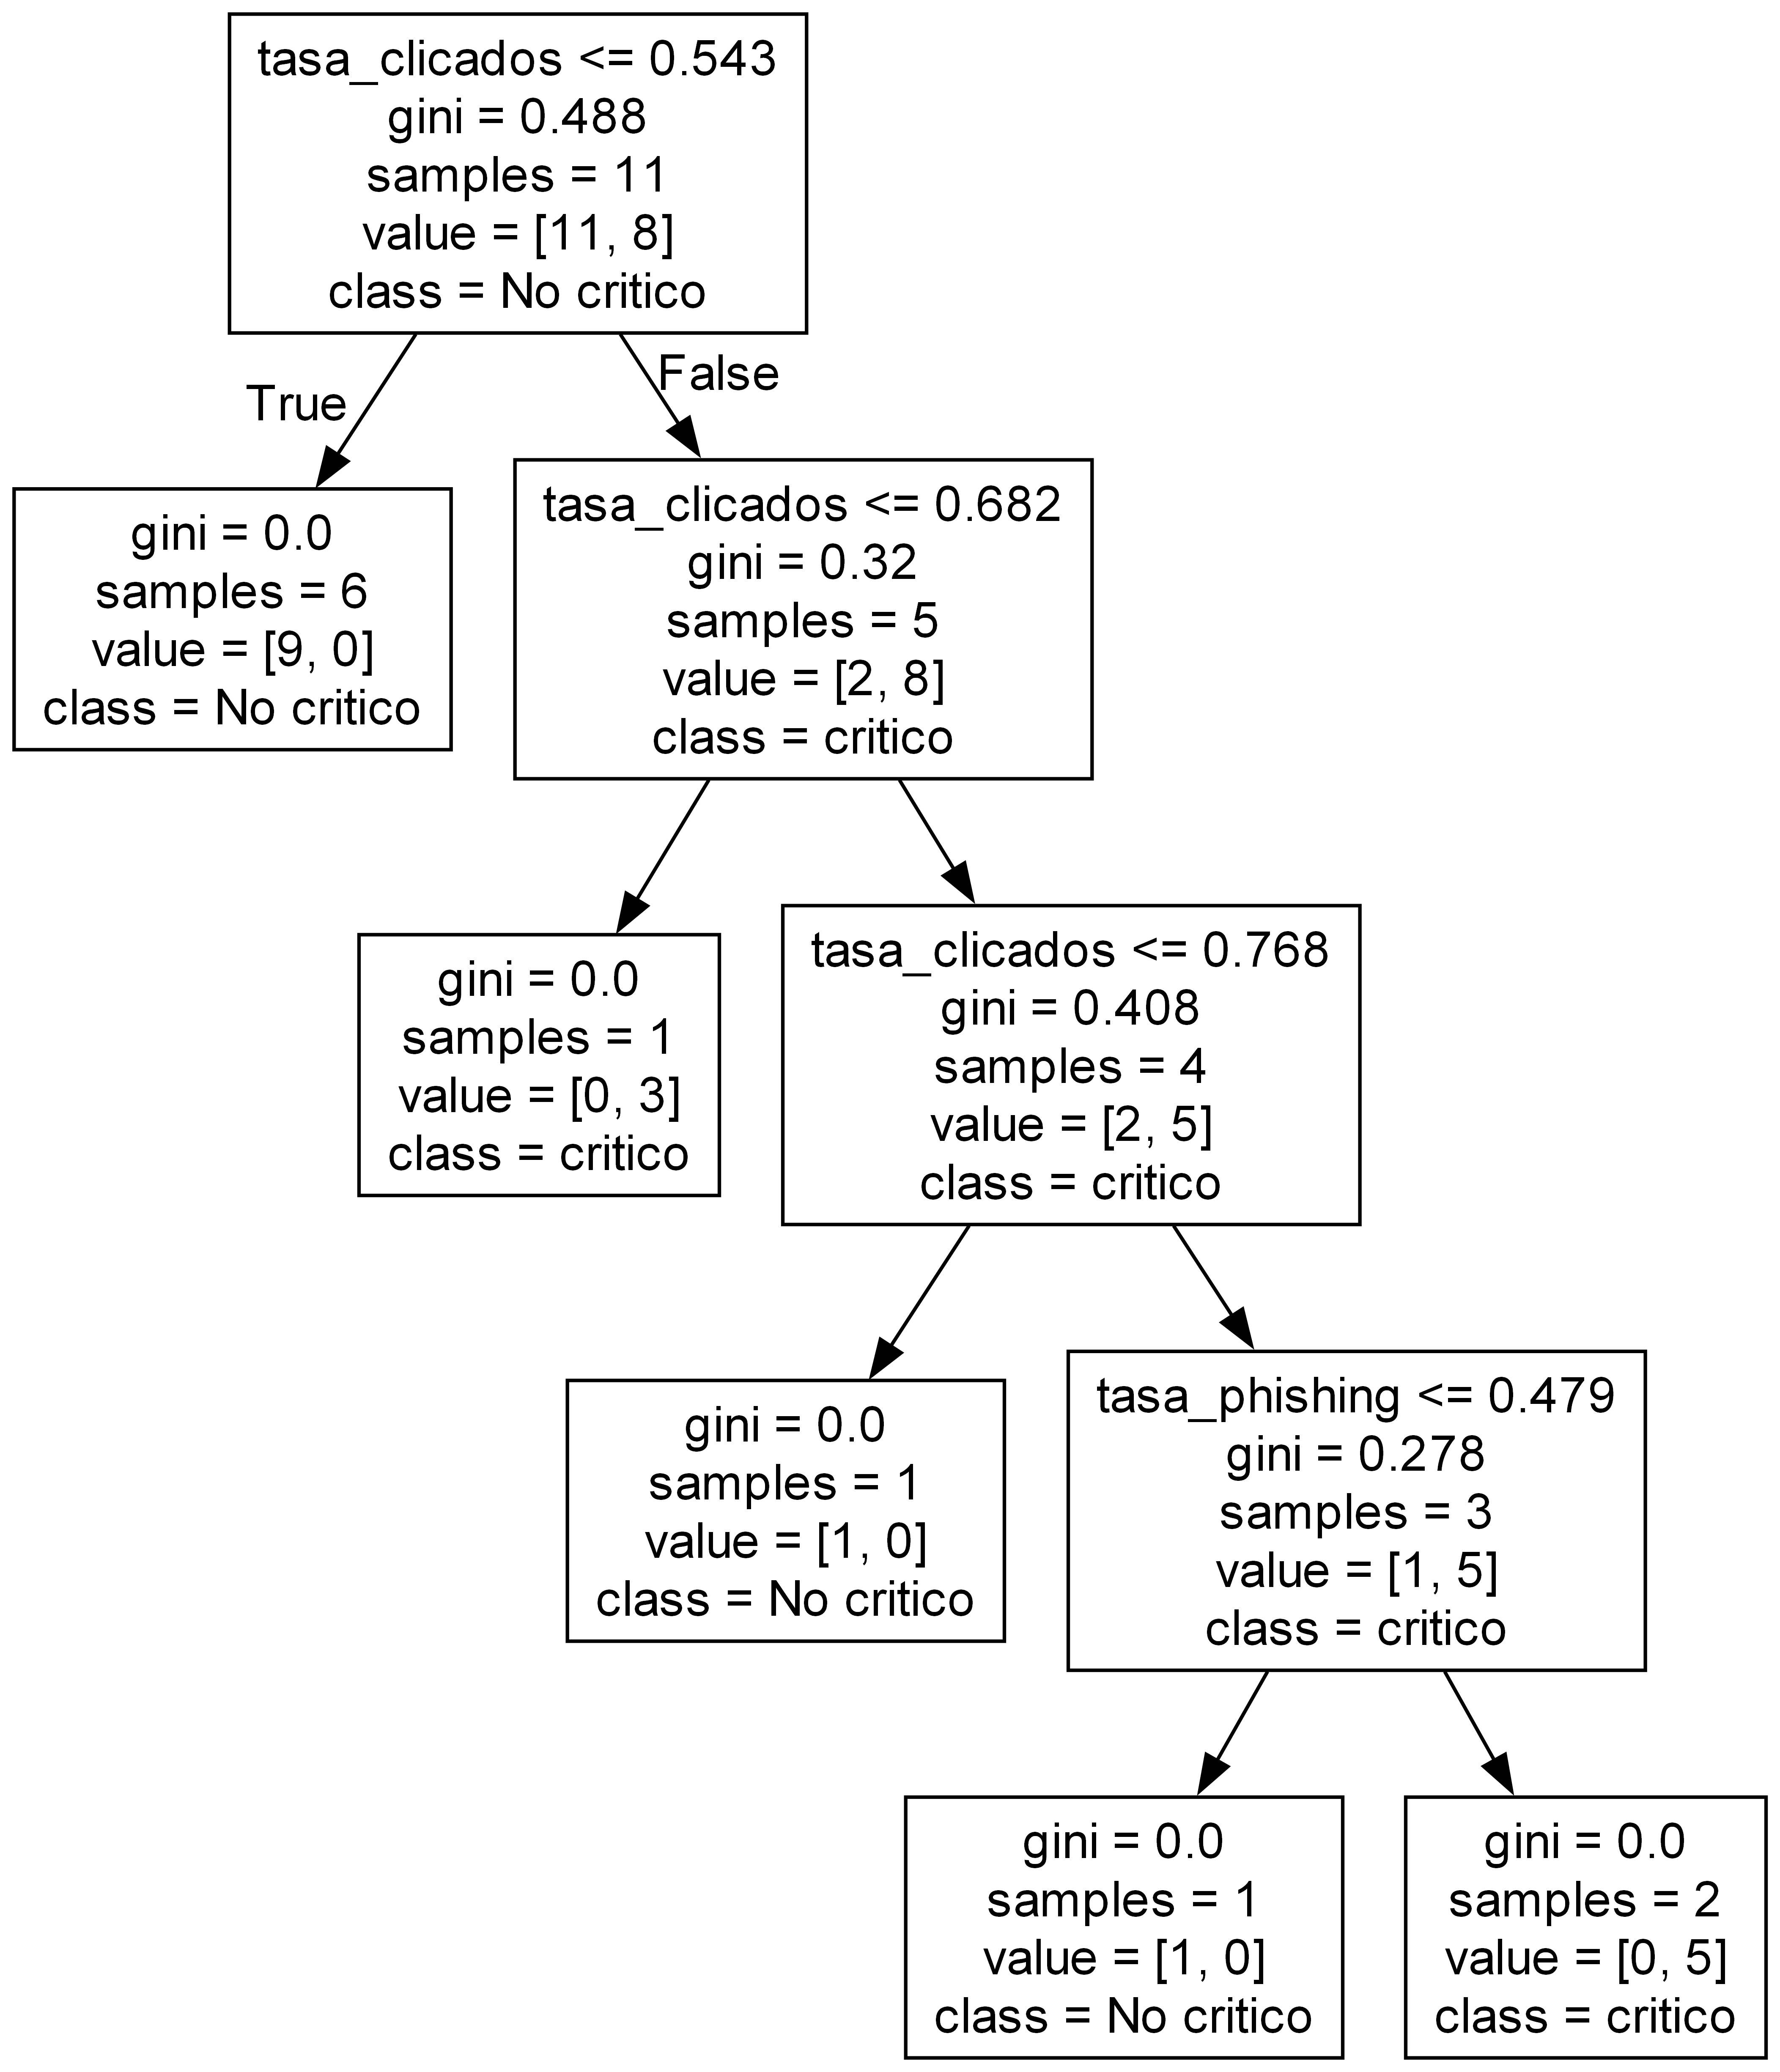 tasa_clicados <= 0.543
gini = 0.488
samples = 11
value = [11, 8]
class = No critico
True
False
gini = 0.0
samples = 6
value = [9, 0]
class = No critico
tasa_clicados <= 0.682
gini = 0.32
samples = 5
value = [2, 8]
class = critico
gini = 0.0
samples = 1
value = [0, 3]
class = critico
tasa_clicados <= 0.768
gini = 0.408
samples = 4
value = [2, 5]
class = critico
gini = 0.0
samples = 1
value = [1, 0]
class = No critico
tasa_phishing <= 0.479
gini = 0.278
samples = 3
value = [1, 5]
class = critico
gini = 0.0
samples = 1
value = [1, 0]
class = No critico
gini = 0.0
samples = 2
value = [0, 5]
class = critico